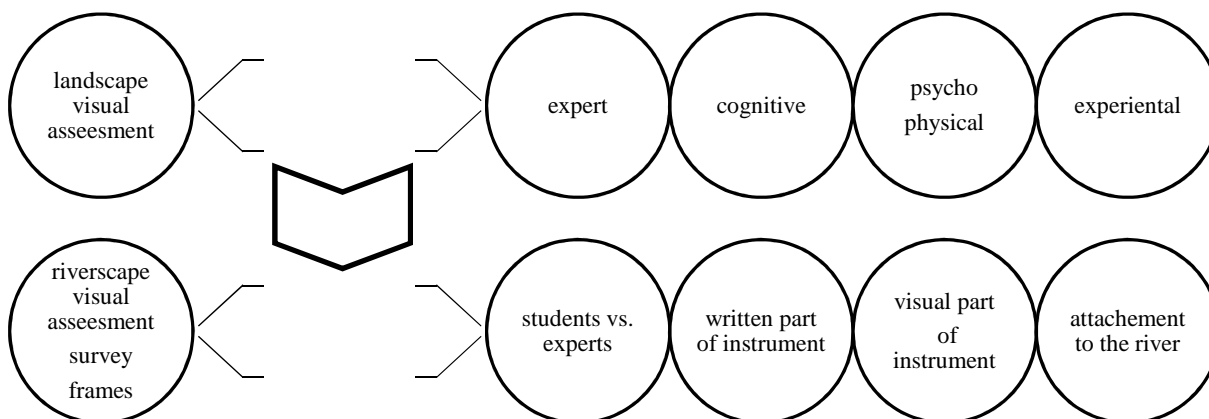 landscape
visual
asseesment
expert
cognitive
psycho
physical
experiental
riverscape
visual
asseesment
survey
frames
students vs.
experts
written part
of instrument
visual part
of
instrument
attachement
to the river